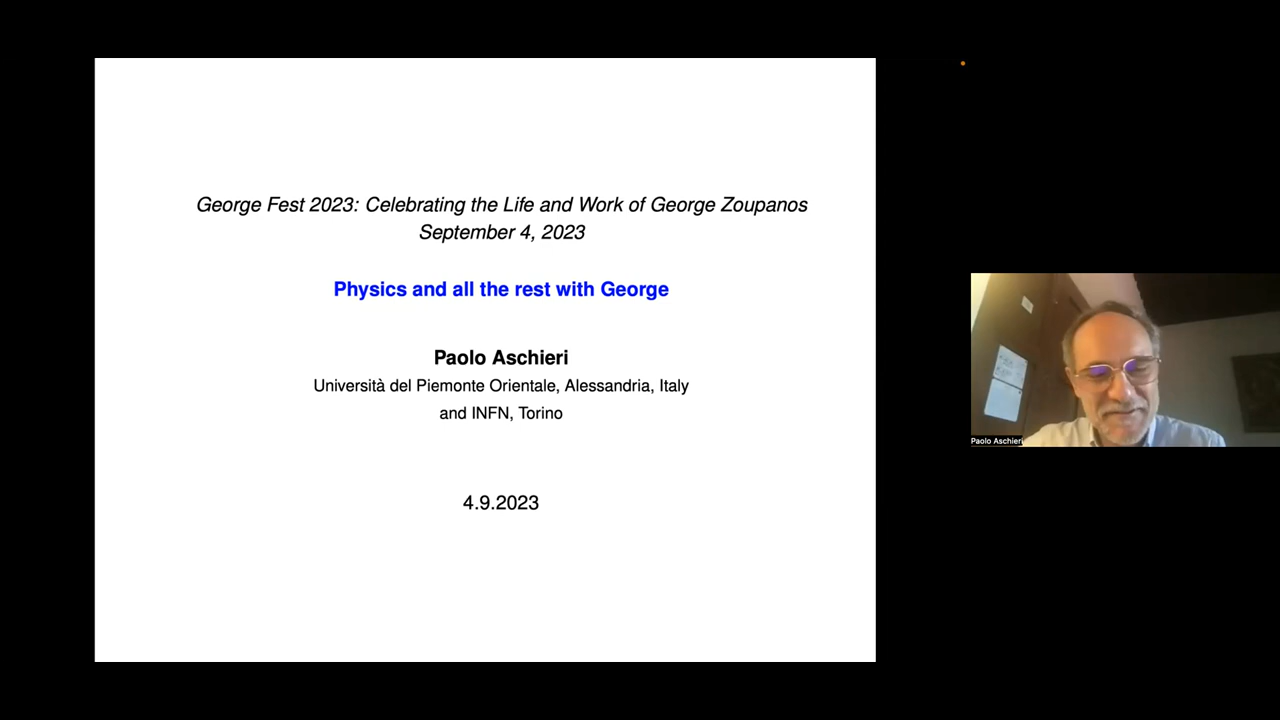 George Fest 2023: Celebrating the Life and Work of George Zoupanos
September 4, 2023
Physics and all the rest with George
Paolo Aschieri
Università del Piemonte Orientale, Alessandria, Italy
and INFN, Torino
4.9.2023
Paolo Aschieri